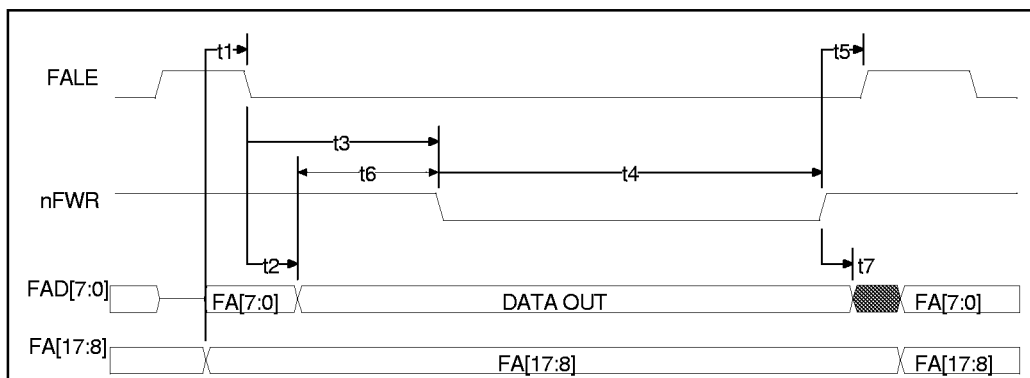 t1
t5
FALE
t3
t6
t4
nFWR
t2
t7
FAD[7:0]
FA[7:0]
DATA OUT
FA[7:0]
FA[17:8]
FA[17:8]
FA[17:8]